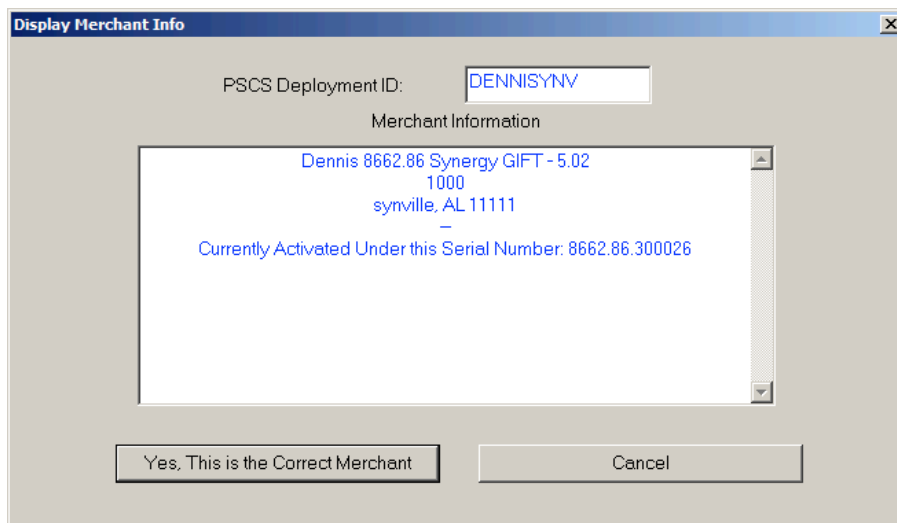 Display Merchant Info
PSCS Deployment ID: DENNISYNV
Merchant Information
Dennis 8662.86 Synergy GIFT - 5.02
1000
synville, AL 11111
--
Currently Activated Under this Serial Number: 8662.86.300026
Yes, This is the Correct Merchant Cancel